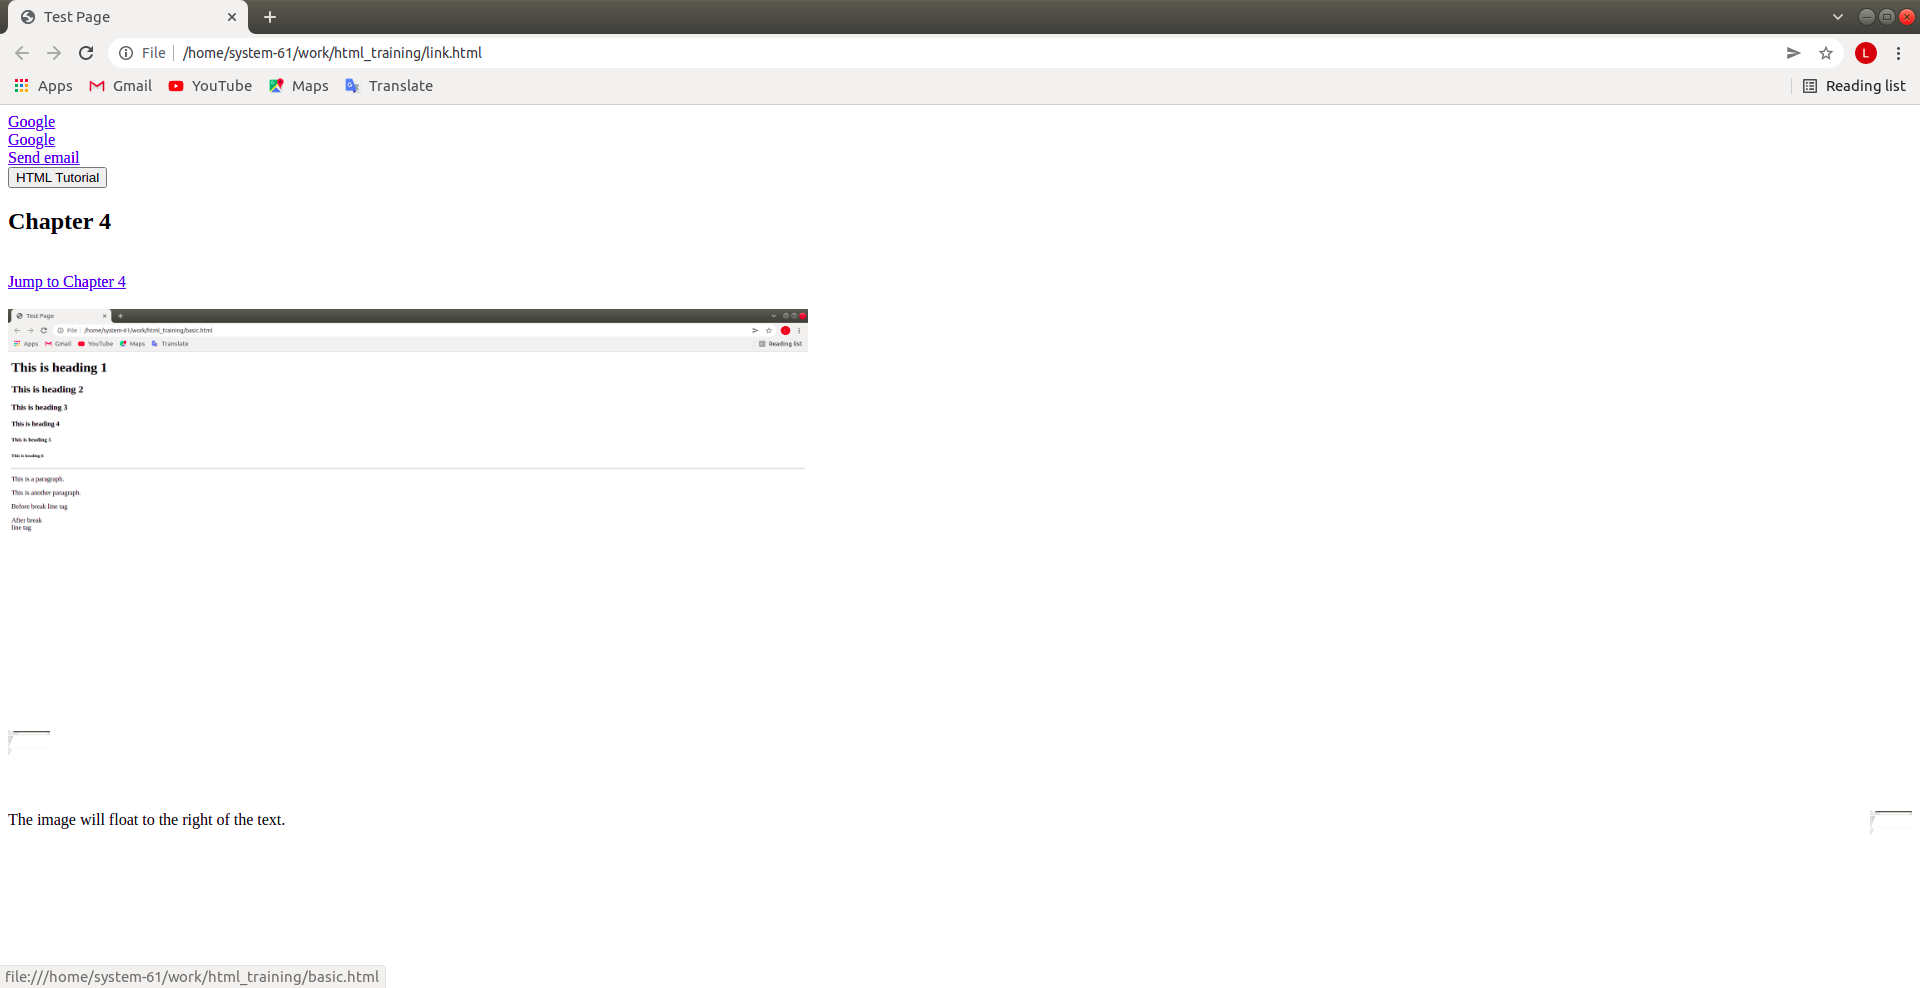 Test Page
File /home/system-61/work/html_training/link.html L
Apps Gmail YouTube Maps Translate Reading list
Google
Google
Send email
HTML Tutorial
Chapter 4
Jump to Chapter 4
Test Page
File /home/system-61/work/html_training/basic.html
Apps Gmail YouTube Maps Translate Reading list
This is heading 1
This is heading 2
This is heading 3
This is heading 4
This is heading 5
This is heading 6
This is a paragraph.
This is another paragraph.
Before break line tag
After break
line tag
The image will float to the right of the text.
file:///home/system-61/work/html_training/basic.html